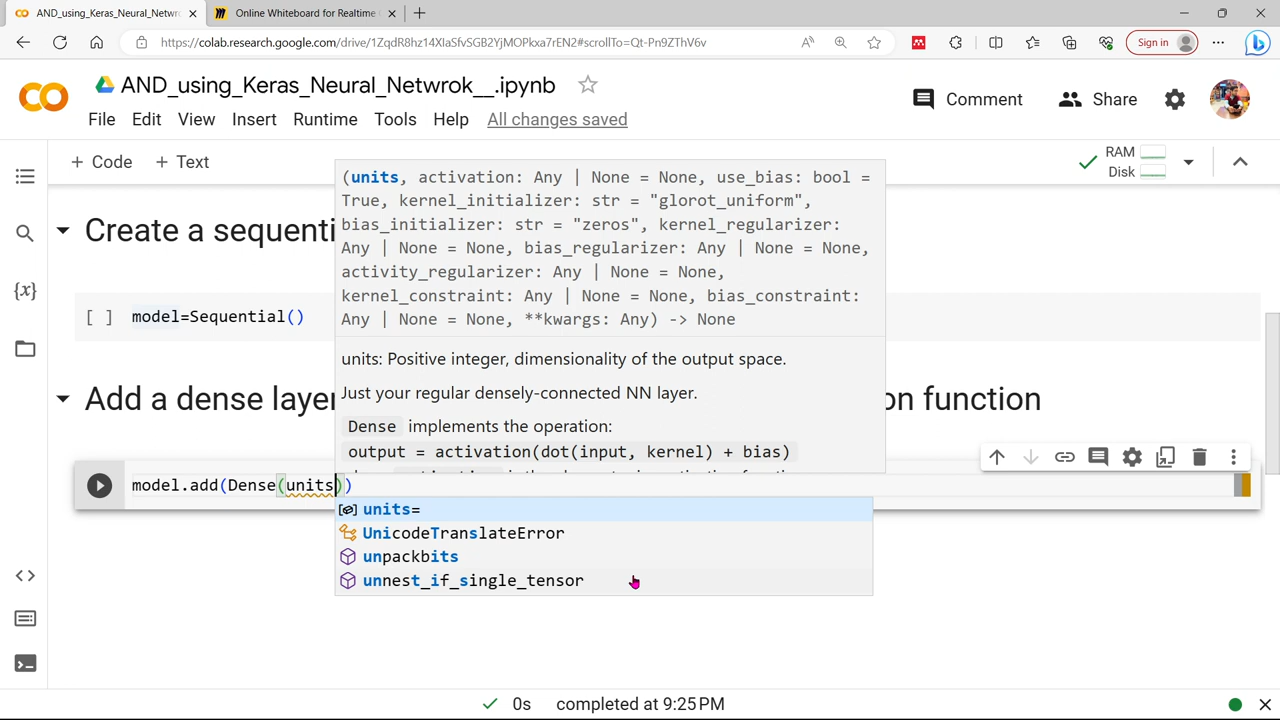 AND_using_Keras_Neural_Netwr
Online Whiteboard for Realtime
https://colab.research.google.com/drive/1ZqdR8hz14XIaSfvSGB2YjMOPkxa7rEN2#scrollTo=Qt-Pn9ZThV6v
Sign in
AND_using_Keras_Neural_Netwrok__.ipynb
Comment
Share
File Edit View Insert Runtime Tools Help All changes saved
+ Code + Text
RAM
Disk
(units, activation: Any | None = None, use_bias: bool =
True, kernel_initializer: str = "glorot_uniform",
bias_initializer: str = "zeros", kernel_regularizer:
Any | None = None, bias_regularizer: Any | None = None,
activity_regularizer: Any | None = None,
kernel_constraint: Any | None = None, bias_constraint:
Any | None = None, **kwargs: Any) -> None
Create a sequenti
[ ] model=Sequential()
units: Positive integer, dimensionality of the output space.
Just your regular densely-connected NN layer.
Add a dense layer on function
Dense implements the operation:
output = activation(dot(input, kernel) + bias)
model.add(Dense(units))
units=
UnicodeTranslateError
unpackbits
unnest_if_single_tensor
0s completed at 9:25 PM